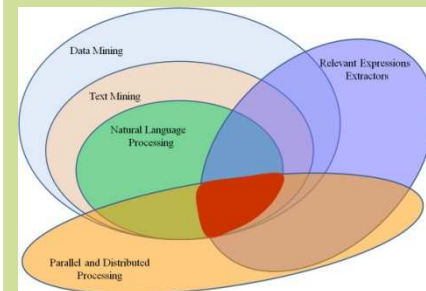 Data Mining
Relevant Expressions
Extractors
Text Mining
Natural Language
Processing
Parallel and Distributed
Processing